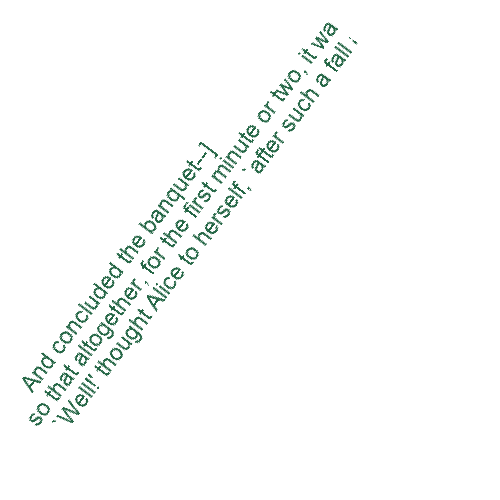 And concluded the banquet--]
so that altogether, for the first minute or two, it wa
`Well!' thought Alice to herself, `after such a fall